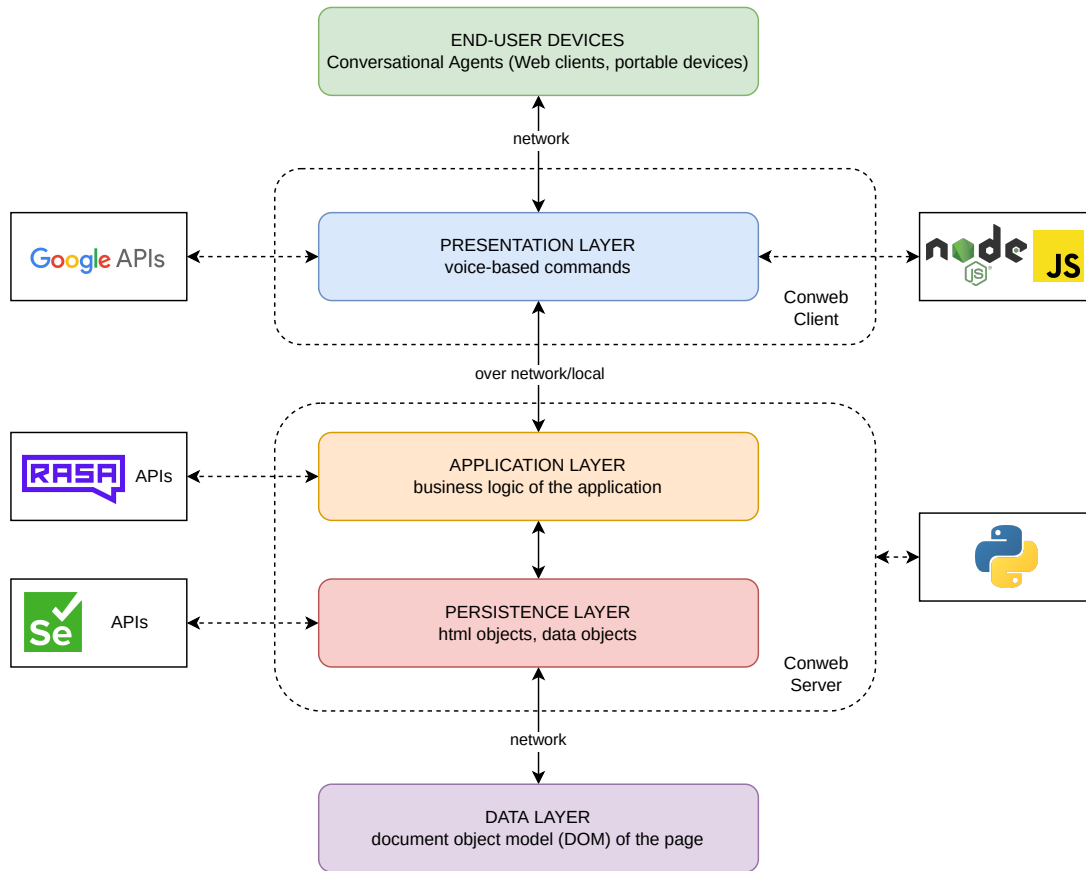 END-USER DEVICES
Conversational Agents (Web clients, portable devices)
network
Google APIs
PRESENTATION LAYER
voice-based commands
node
JS
JS
Conweb
Client
over network/local
RASA APIs
APPLICATION LAYER
business logic of the application
Se APIs
PERSISTENCE LAYER
html objects, data objects
Conweb
Server
network
DATA LAYER
document object model (DOM) of the page